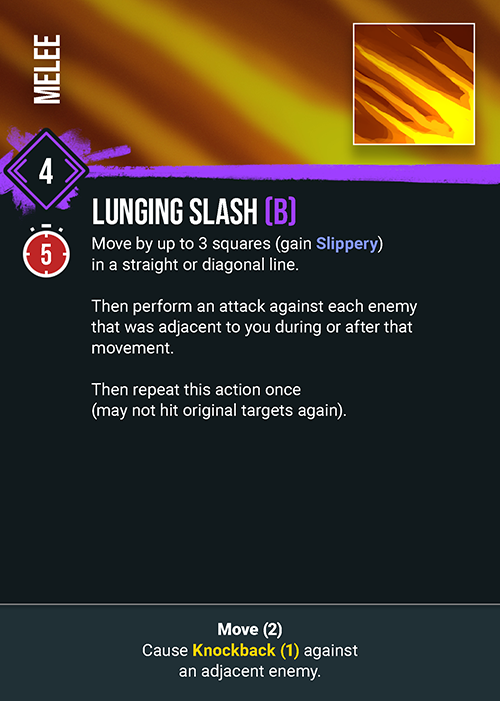 MELEE
4
LUNGING SLASH (B)
5
Move by up to 3 squares (gain Slippery)
in a straight or diagonal line.
Then perform an attack against each enemy
that was adjacent to you during or after that
movement.
Then repeat this action once
(may not hit original targets again).
Move (2)
Cause Knockback (1) against
an adjacent enemy.